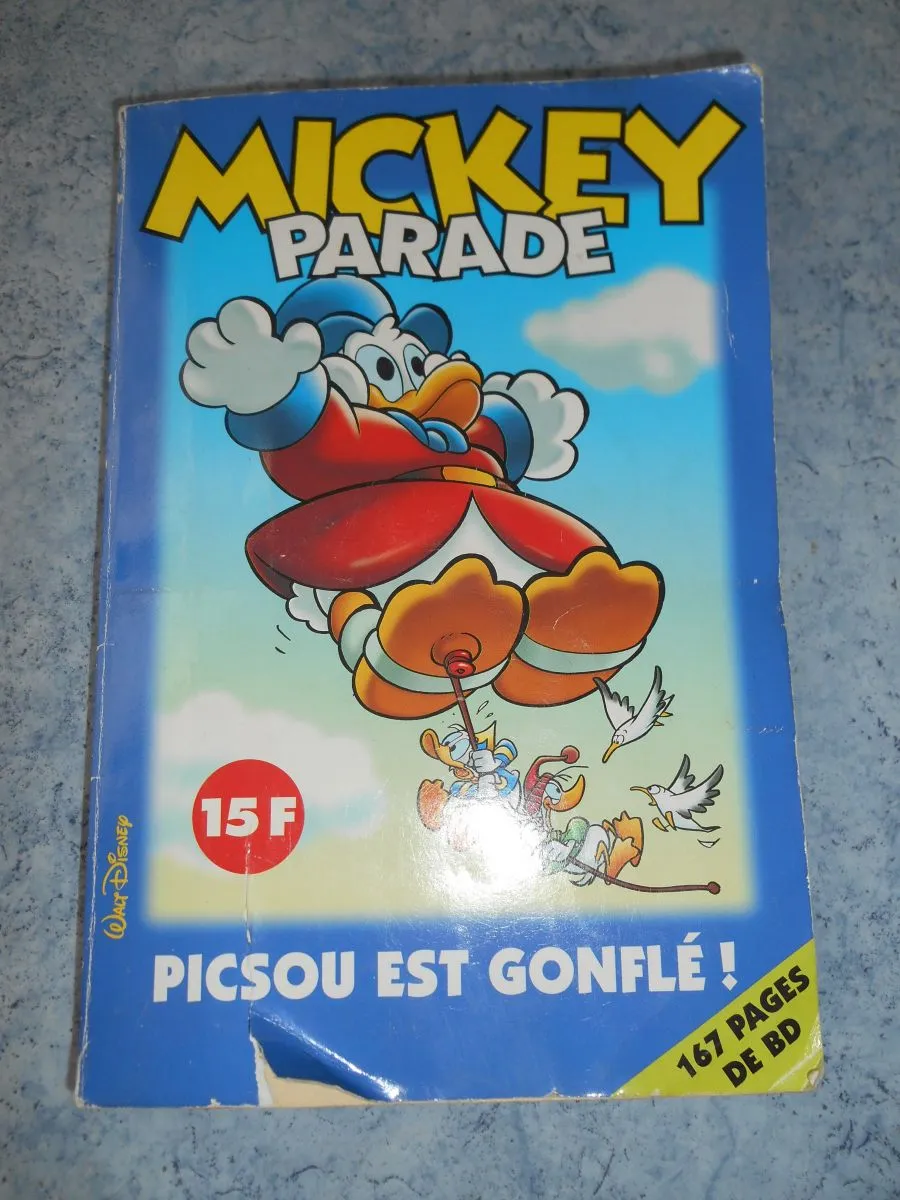 MICKEY
PARADE
15 F
WALT DISNEY
PICSOU EST GONFLÉ !
167 PAGES
DE BD